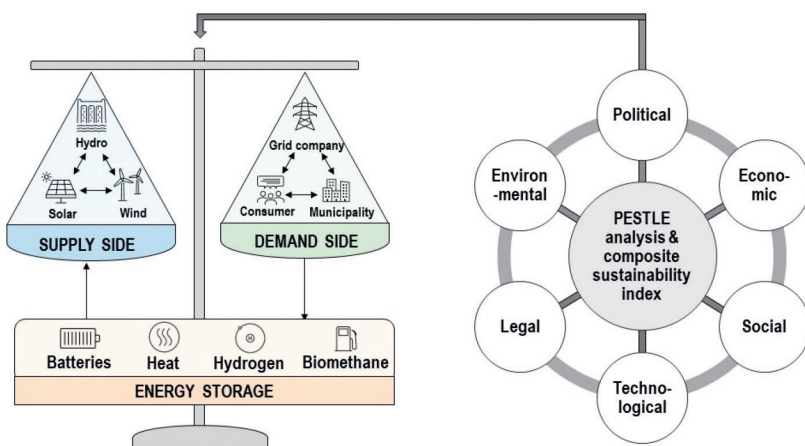 Hydro
Solar
Wind
SUPPLY SIDE
Grid company
Consumer
Municipality
DEMAND SIDE
Batteries
Heat
Hydrogen
Biomethane
ENERGY STORAGE
Political
Environ
-mental
Econo-
mic
PESTLE
analysis &
composite
sustainability
index
Legal
Social
Techno-
logical